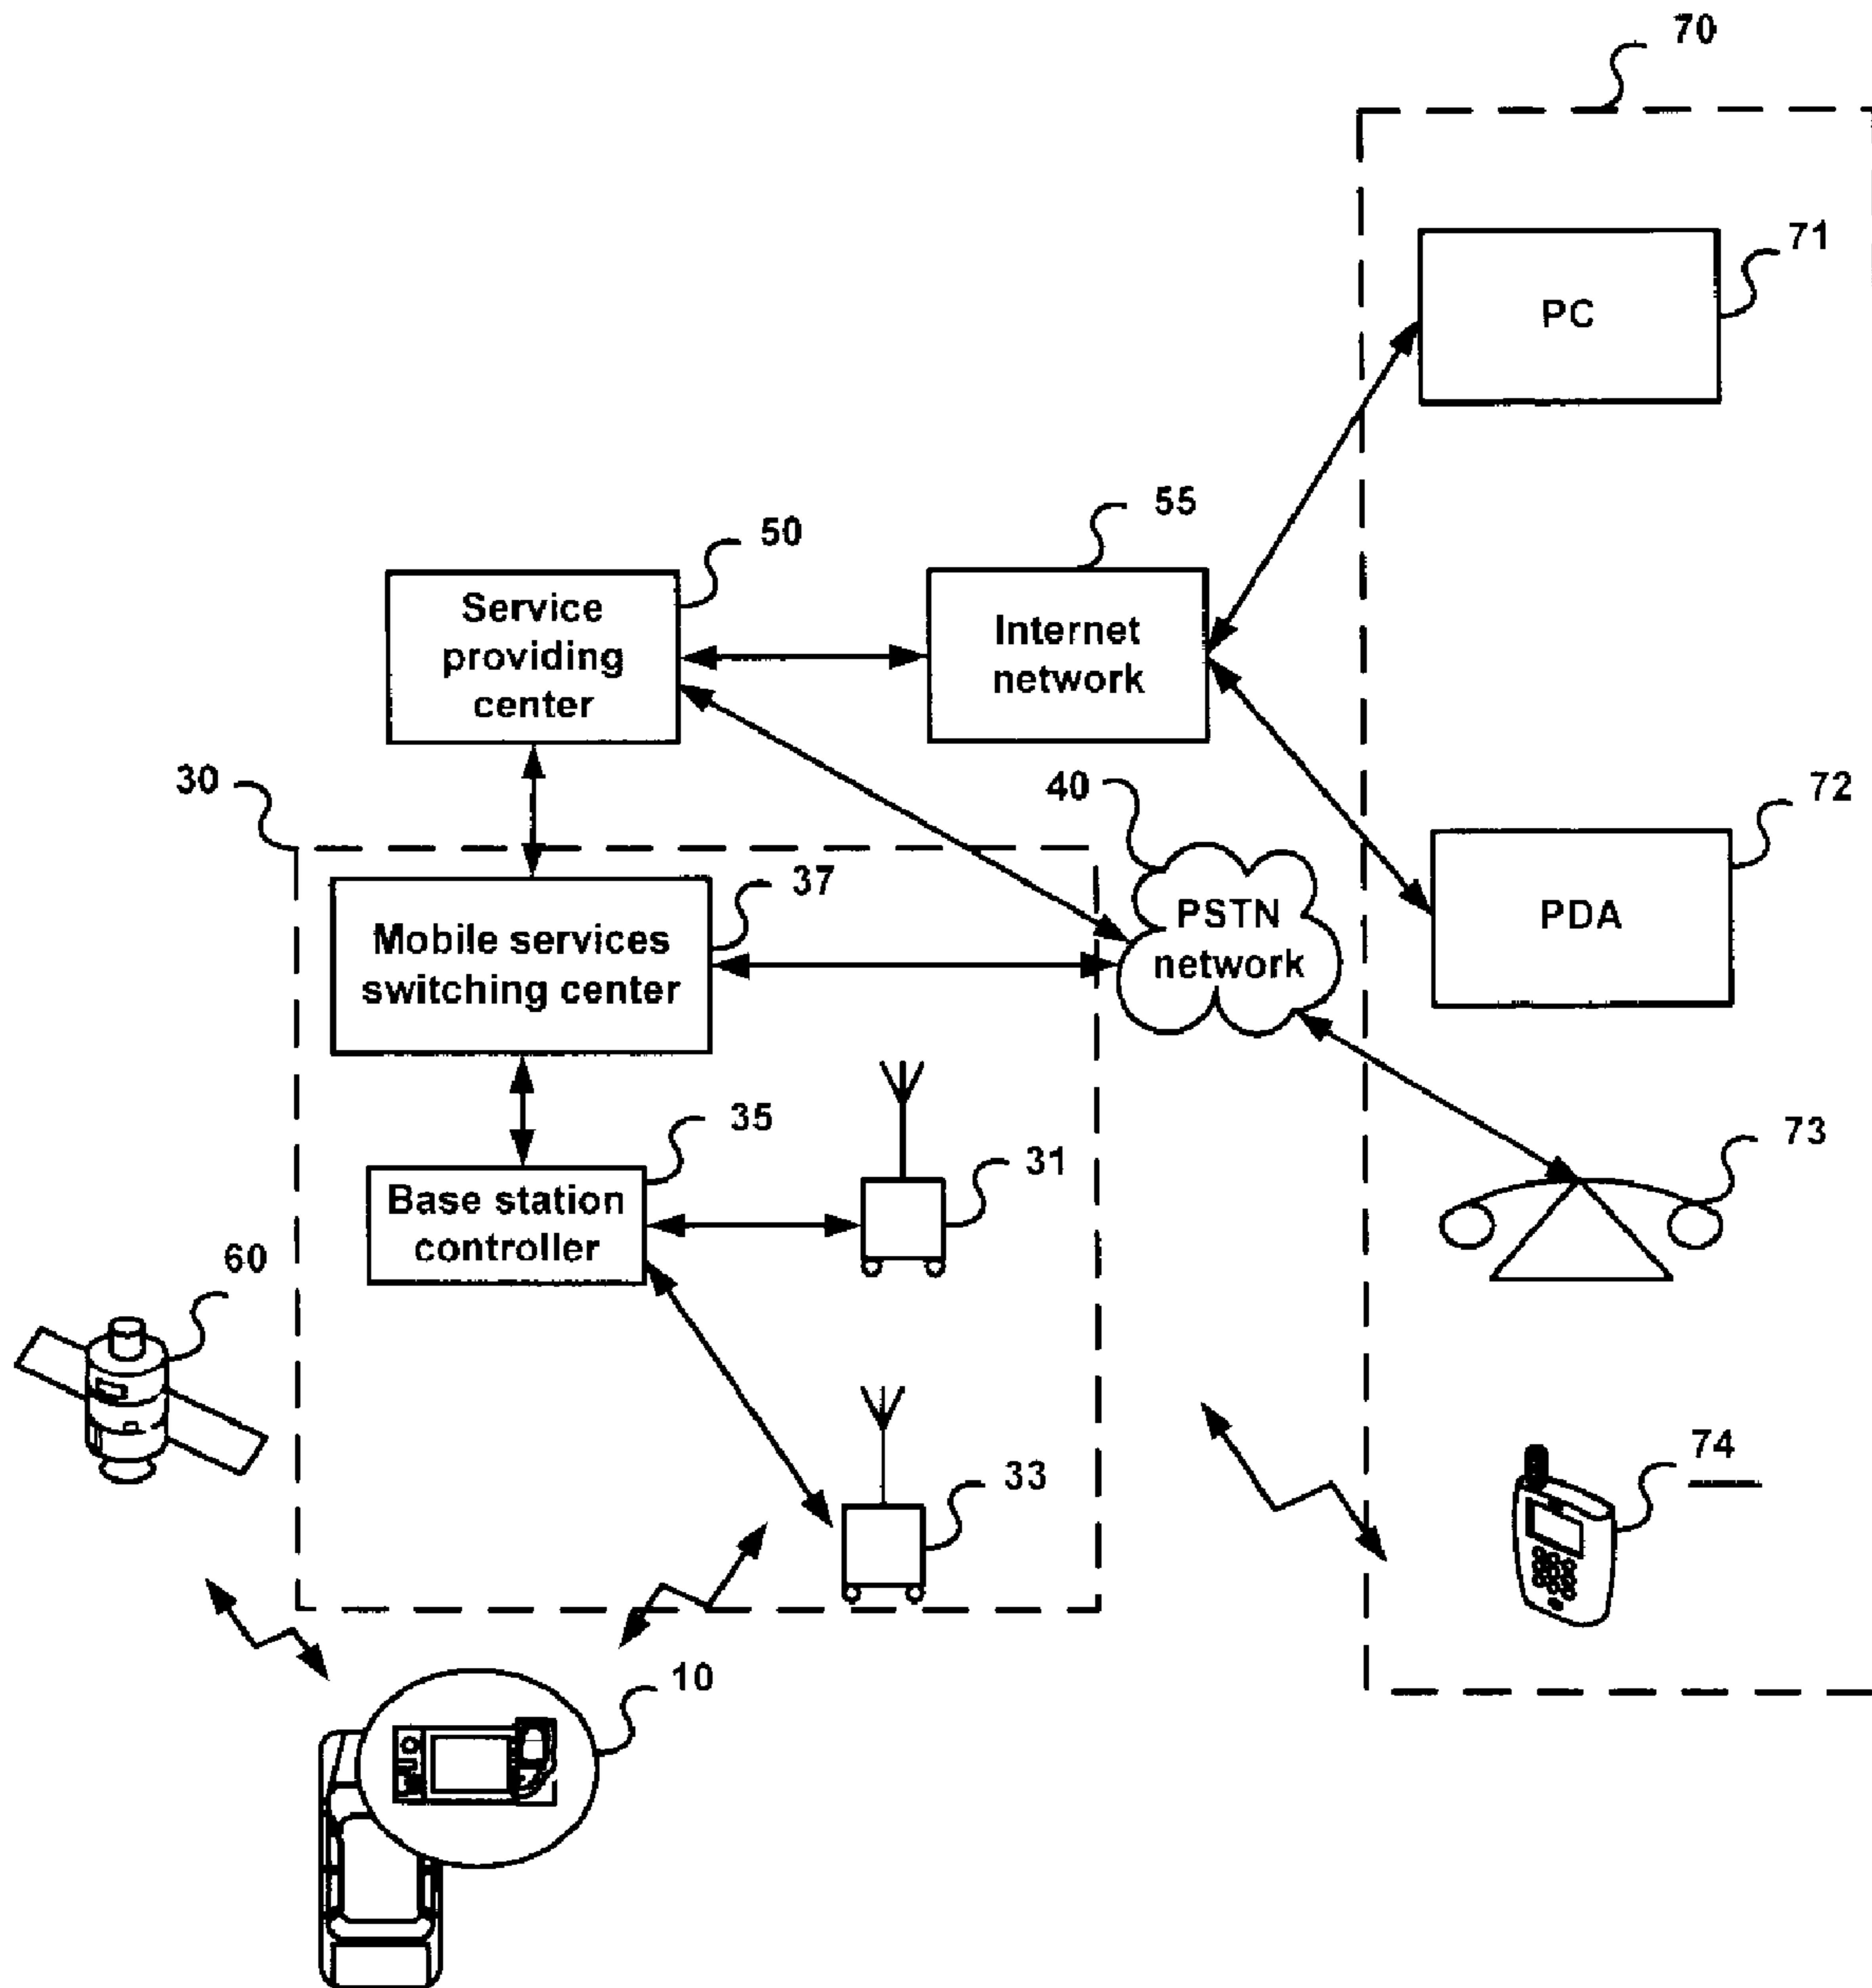 70
71
PC
55
50
Service
providing
center
Internet
network
30
40
72
37
PSTN
network
PDA
Mobile services
switching center
35
31
73
Base station
controller
60
33
74
10